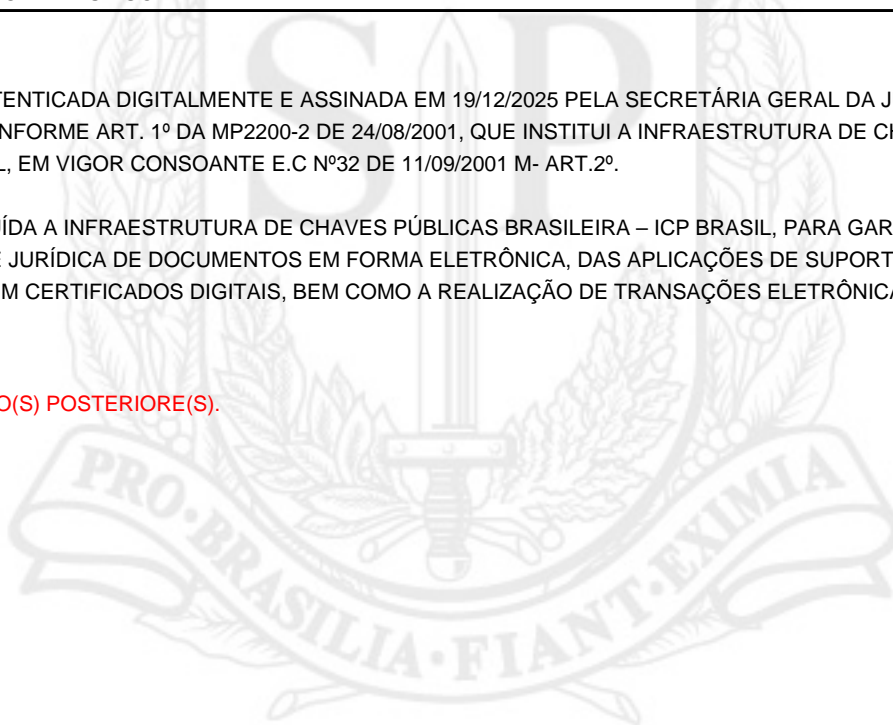 TENTICADA DIGITALMENTE E ASSINADA EM 19/12/2025 PELA SECRETÁRIA GERAL DA J
NFORME ART. 1º DA MP2200-2 DE 24/08/2001, QUE INSTITUI A INFRAESTRUTURA DE CH
L, EM VIGOR CONSOANTE E.C Nº32 DE 11/09/2001 M- ART.2º.
ÍDA A INFRAESTRUTURA DE CHAVES PÚBLICAS BRASILEIRA – ICP BRASIL, PARA GAR
E JURÍDICA DE DOCUMENTOS EM FORMA ELETRÔNICA, DAS APLICAÇÕES DE SUPORT
M CERTIFICADOS DIGITAIS, BEM COMO A REALIZAÇÃO DE TRANSAÇÕES ELETRÔNICA
O(S) POSTERIORE(S).
SP
PRO·BRASILIA·FIANT·EXIMIA